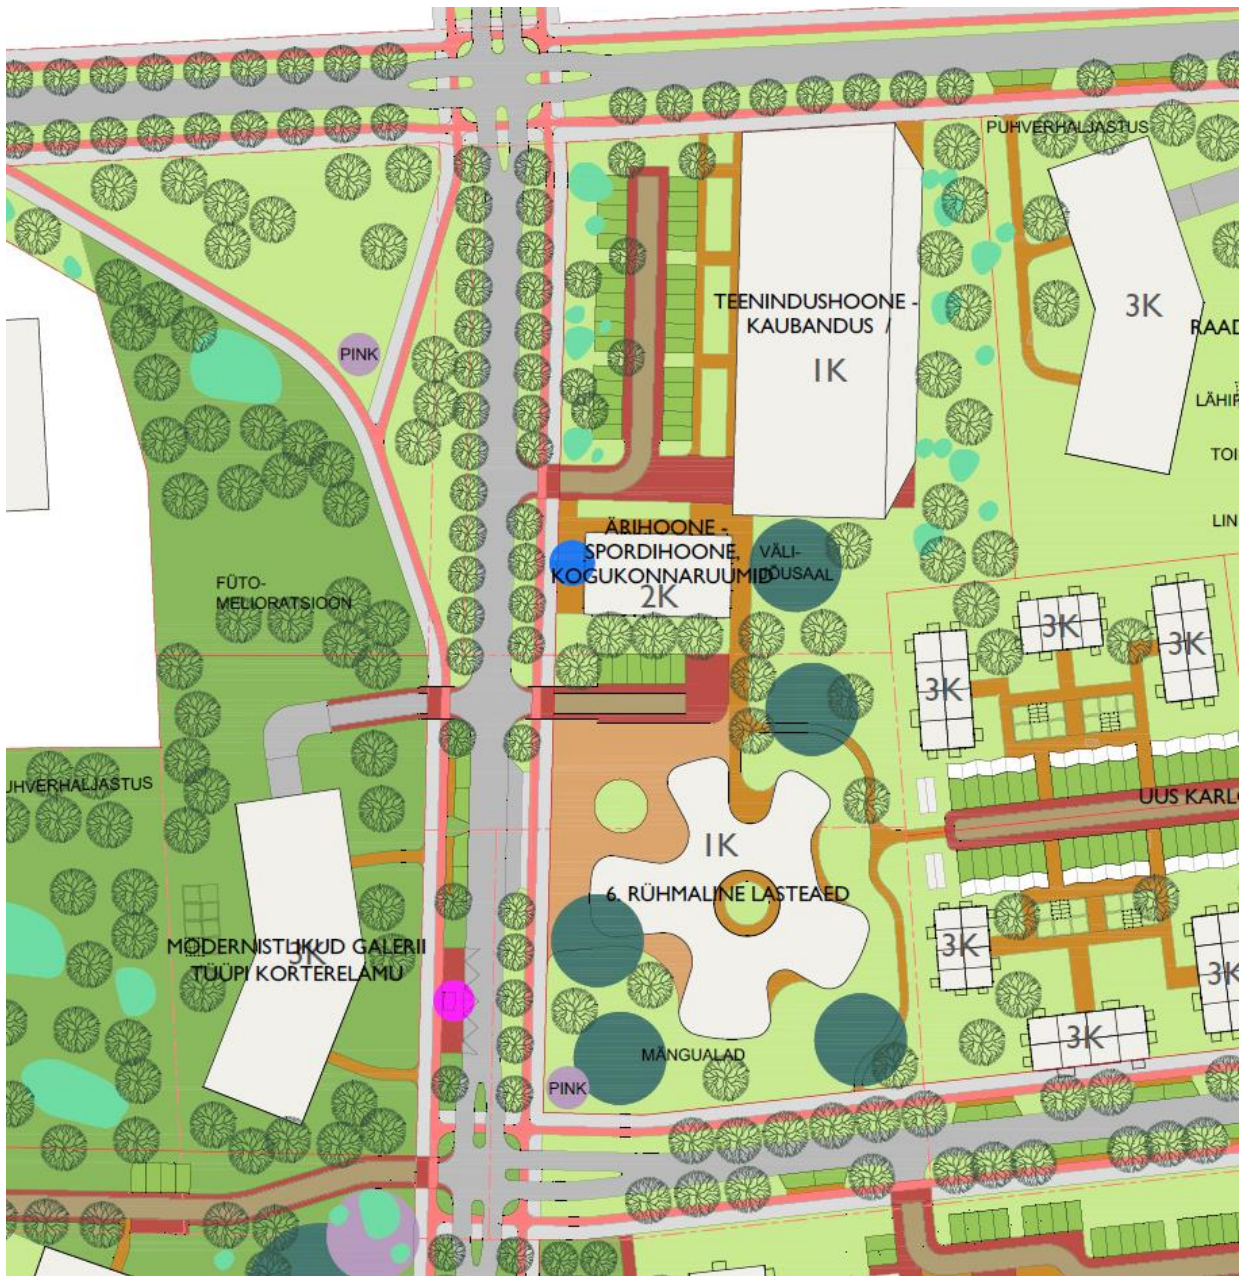 PUHVERHALJASTUS
TEENINDUSHOONE -
KAUBANDUS /
1K
3K
RAAD
LÄHI
TOI
LIN
PINK
ÄRIHOONE -
SPORDIHOONE,
KOGUKONNARUUMID
2K
VÄLI-
JÕUSAAL
FÜTO-
MELIORATSIOON
3K
3K
3K
UHVERHALJASTUS
UUS KARL
1K
6. RÜHMALINE LASTEAED
MODERNISTLIKUD GALERII
3K
TÜÜPI KORTERELAMU
3K
3K
3K
MÄNGUALAD
PINK